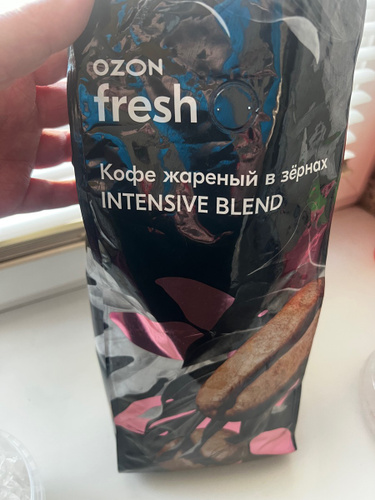 OZON
fresh
Кофе жареный в зёрнах
INTENSIVE BLEND